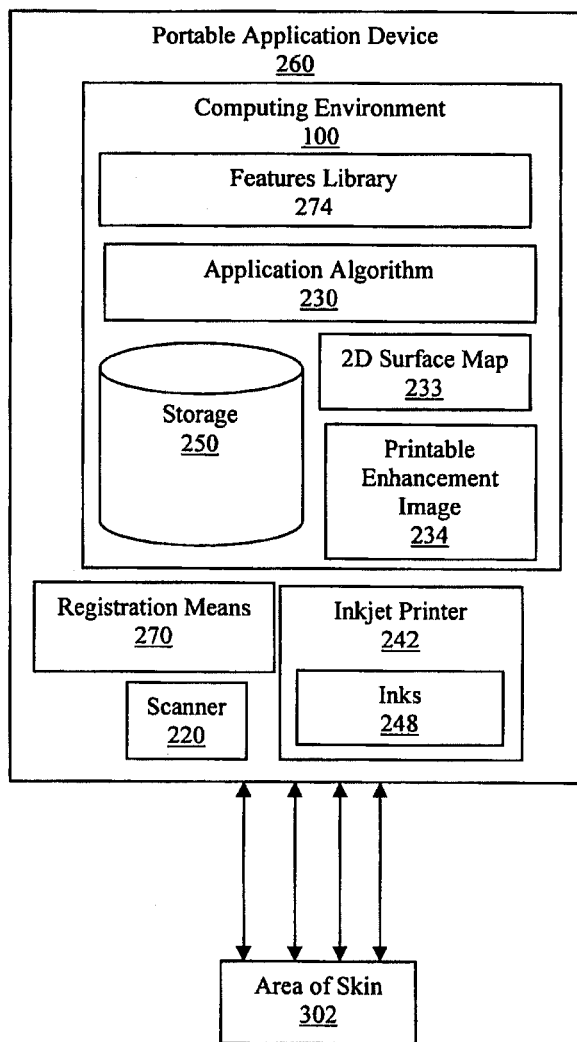 Portable Application Device
260
Computing Environment
100
Features Library
274
Application Algorithm
230
2D Surface Map
233
Storage
250
Printable
Enhancement
Image
234
Registration Means
270
Inkjet Printer
242
Scanner
220
Inks
248
Area of Skin
302